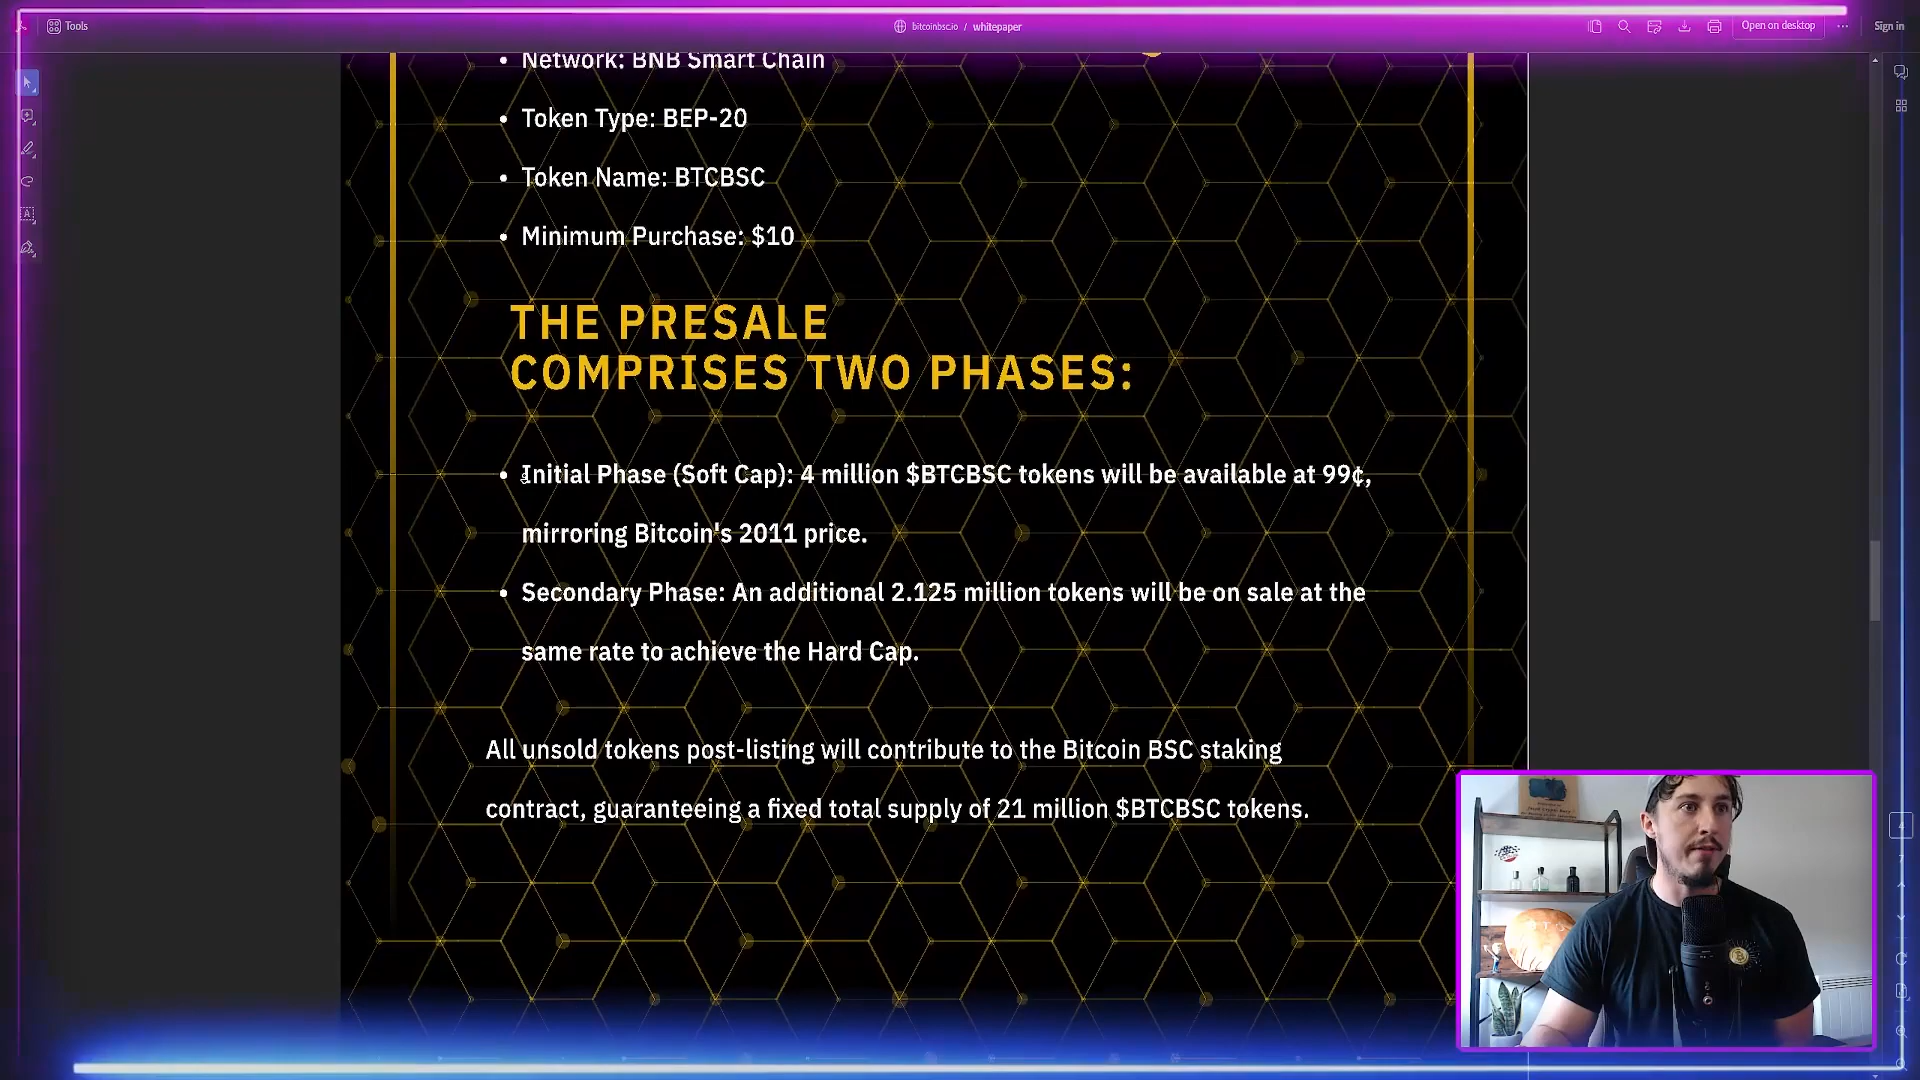 Tools
bitcoinbsc.io / whitepaper
Open on desktop
Sign in
• Network: BNB Smart Chain
• Token Type: BEP-20
• Token Name: BTCBSC
• Minimum Purchase: $10
THE PRESALE
COMPRISES TWO PHASES:
• Initial Phase (Soft Cap): 4 million $BTCBSC tokens will be available at 99¢,
mirroring Bitcoin's 2011 price.
• Secondary Phase: An additional 2.125 million tokens will be on sale at the
same rate to achieve the Hard Cap.
All unsold tokens post-listing will contribute to the Bitcoin BSC staking
contract, guaranteeing a fixed total supply of 21 million $BTCBSC tokens.
4
7